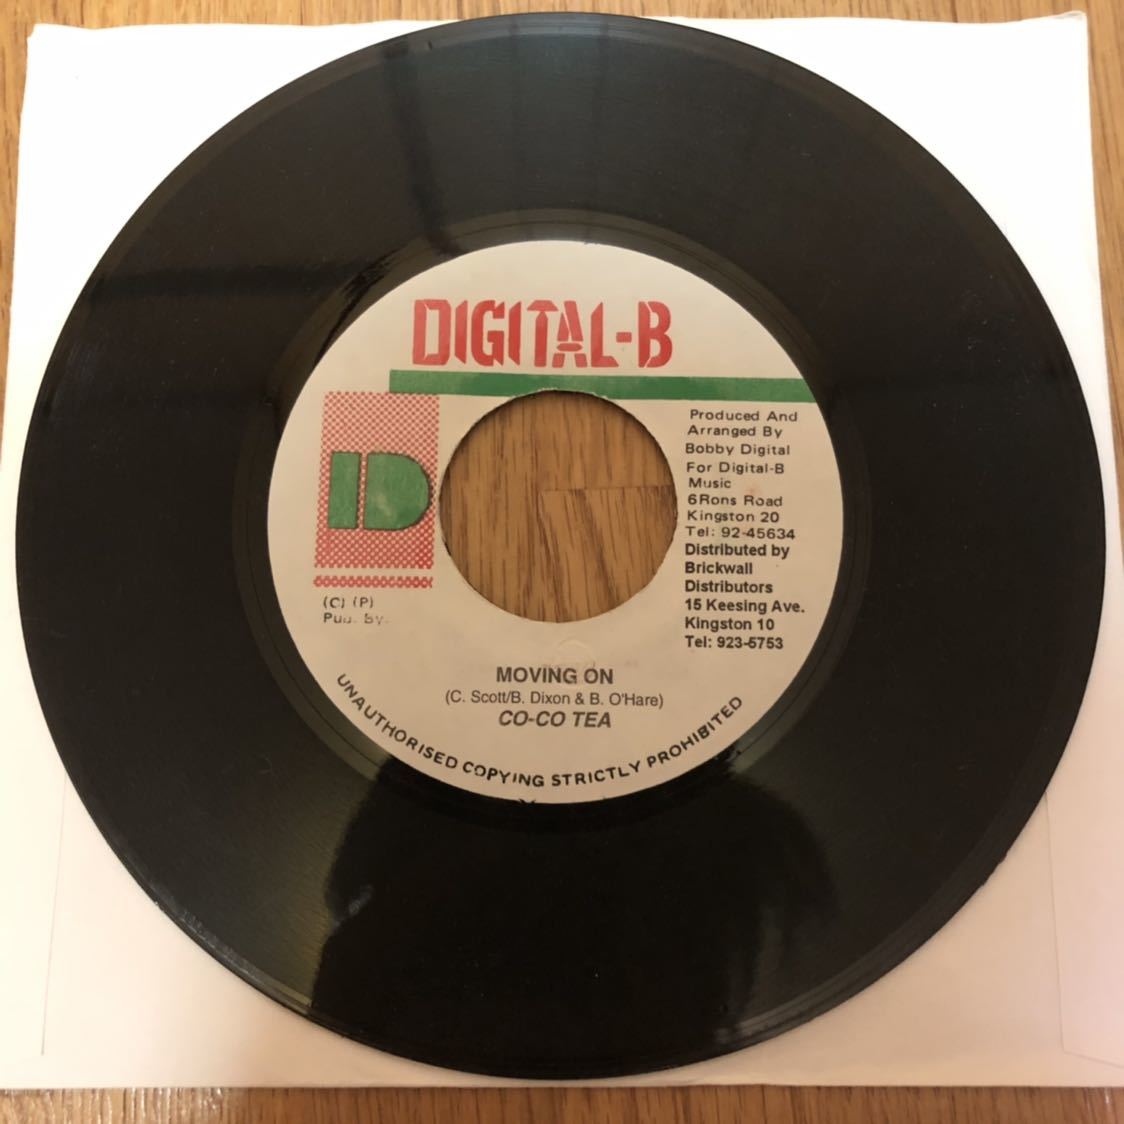 DIGITAL-B
Produced And
Arranged By
Bobby Digital
For Digital-B
Music
6Rons Road
Kingston 20
Tel: 92-45634
Distributed by
Brickwall
Distributors
15 Keesing Ave.
Kingston 10
Tel: 923-5753
D
(C) (P)
Pub. By.
MOVING ON
(C. Scott/B. Dixon & B. O'Hare)
CO-CO TEA
UNAUTHORISED COPYING STRICTLY PROHIBITED